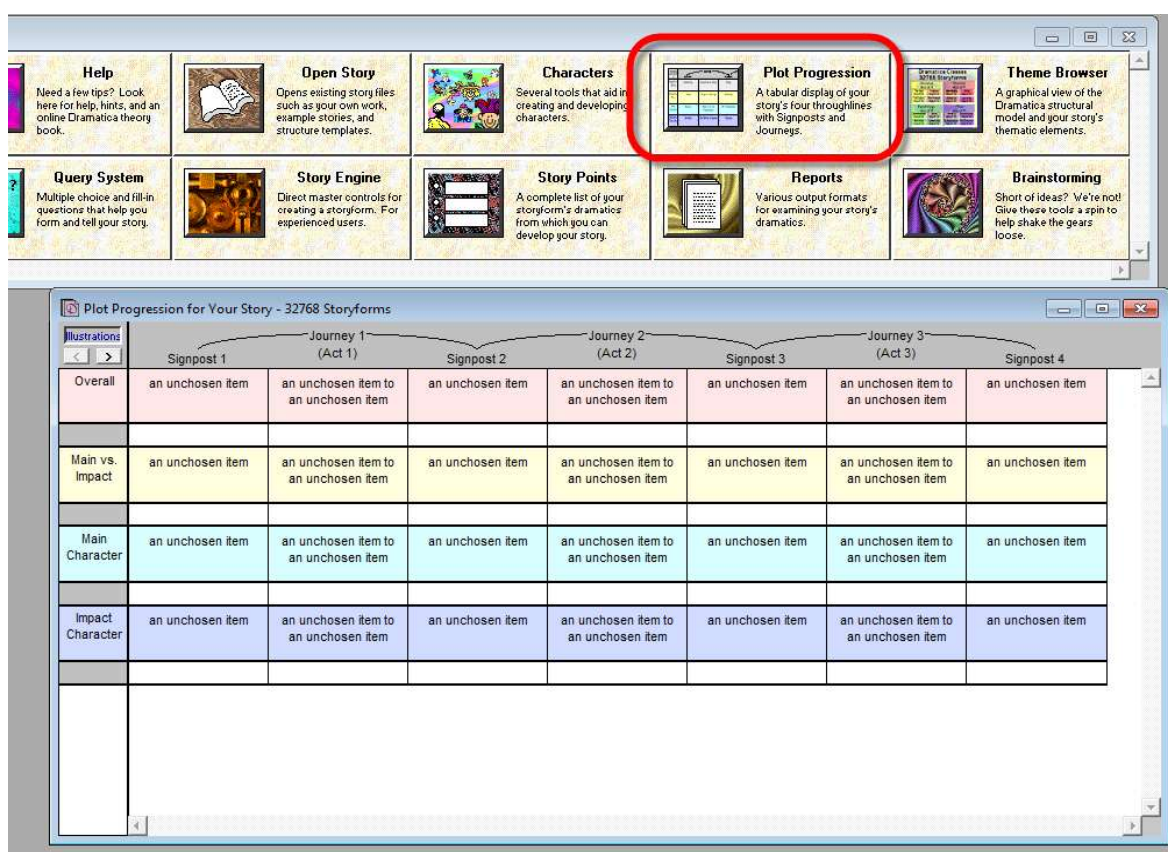 Help
Need a few tips? Look
here for help, hints, and an
online Dramatica theory
book.
Open Story
Opens existing story files
such as your own work,
example stories, and
structure templates.
Characters
Several tools that aid in
creating and developing
characters.
Plot Progression
A tabular display of your
story's four throughlines
with Signposts and
Journeys.
Dramatica Classes
32768 Storyforms
Theme Browser
A graphical view of the
Dramatica structural
model and your story's
thematic elements.
?
Query System
Multiple choice and fill-in
questions that help you
form and tell your story.
Story Engine
Direct master controls for
creating a storyform. For
experienced users.
Story Points
A complete list of your
storyform's dramatics
from which you can
develop your story.
Reports
Various output formats
for examining your story's
dramatics.
Brainstorming
Short of ideas? We're not!
Give these tools a spin to
help shake the gears
loose.
Plot Progression for Your Story - 32768 Storyforms
Illustrations
< >
Signpost 1
Journey 1
(Act 1)
Signpost 2
Journey 2
(Act 2)
Signpost 3
Journey 3
(Act 3)
Signpost 4
Overall
an unchosen item
an unchosen item to
an unchosen item
an unchosen item
an unchosen item to
an unchosen item
an unchosen item
an unchosen item to
an unchosen item
an unchosen item
Main vs.
Impact
an unchosen item
an unchosen item to
an unchosen item
an unchosen item
an unchosen item to
an unchosen item
an unchosen item
an unchosen item to
an unchosen item
an unchosen item
Main
Character
an unchosen item
an unchosen item to
an unchosen item
an unchosen item
an unchosen item to
an unchosen item
an unchosen item
an unchosen item to
an unchosen item
an unchosen item
Impact
Character
an unchosen item
an unchosen item to
an unchosen item
an unchosen item
an unchosen item to
an unchosen item
an unchosen item
an unchosen item to
an unchosen item
an unchosen item